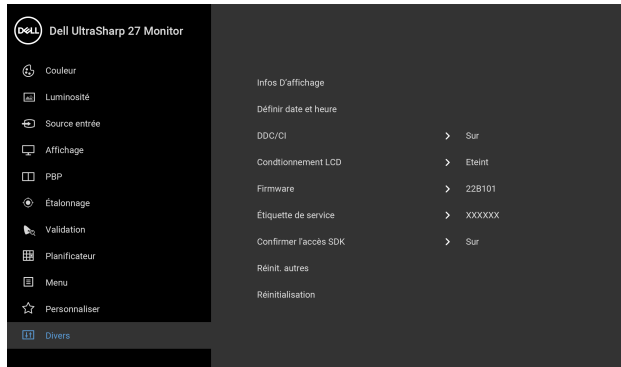 DELL Dell UltraSharp 27 Monitor
Couleur
Luminosité
Source entrée
Affichage
PBP
Étalonnage
Validation
Planificateur
Menu
Personnaliser
Divers
Infos D'affichage
Définir date et heure
DDC/CI > Sur
Condtionnement LCD > Eteint
Firmware > 22B101
Étiquette de service > XXXXXX
Confirmer l'accès SDK > Sur
Réinit. autres
Réinitialisation